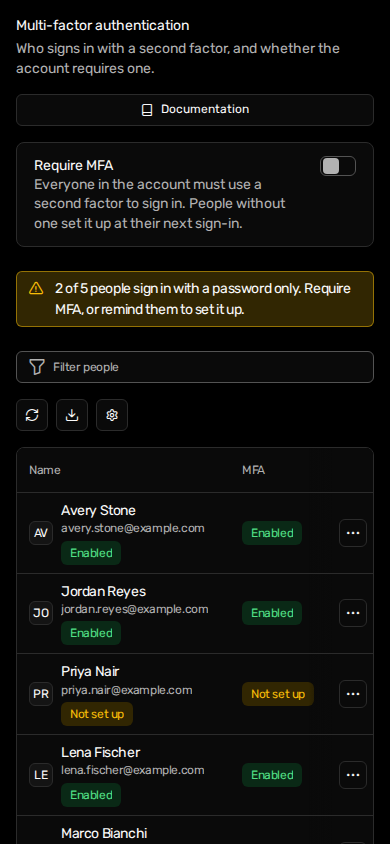 Multi-factor authentication
Who signs in with a second factor, and whether the
account requires one.
Documentation
Require MFA
Everyone in the account must use a
second factor to sign in. People without
one set it up at their next sign-in.
2 of 5 people sign in with a password only. Require
MFA, or remind them to set it up.
Filter people
Name MFA
Avery Stone
avery.stone@example.com
AV Enabled
Enabled
Jordan Reyes
jordan.reyes@example.com
JO Enabled
Enabled
Priya Nair
priya.nair@example.com
PR Not set up
Not set up
Lena Fischer
lena.fischer@example.com
LE Enabled
Enabled
Marco Bianchi